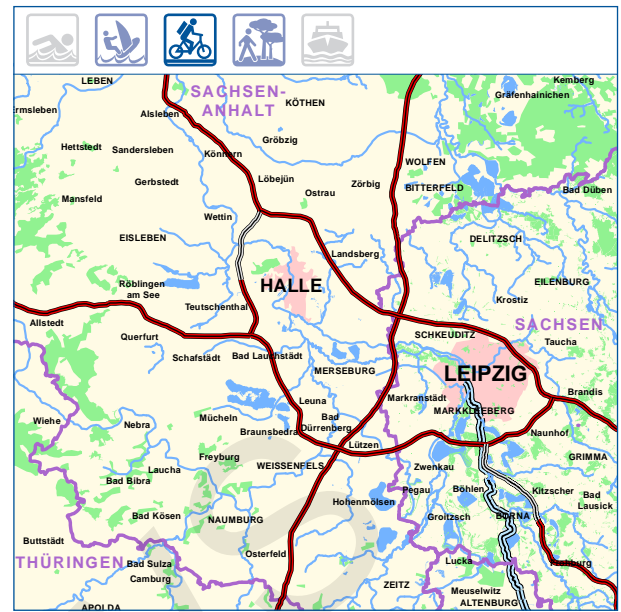 LEBEN
Kemberg
SACHSEN-
ANHALT
Gräfenhainichen
KÖTHEN
ermsleben
Alsleben
Gröbzig
Hettstedt
Sandersleben
Könnern
WOLFEN
Gerbstedt
Löbejün
Zörbig
BITTERFELD
Bad Düben
Ostrau
Mansfeld
Wettin
EISLEBEN
DELITZSCH
Landsberg
Röblingen
am See
HALLE
EILENBURG
Krostiz
Teutschenthal
Allstedt
SACHSEN
Querfurt
SCHKEUDITZ
Taucha
Schafstädt
Bad Lauchstädt
MERSEBURG
LEIPZIG
Brandis
Leuna
Markranstädt
MARKKLEEBERG
Wiehe
Nebra
Mücheln
Bad
Dürrenberg
Braunsbedra
Naunhof
Lützen
Freyburg
GRIMMA
Laucha
WEISSENFELS
Zwenkau
Bad Bibra
Pegau
Böhlen
Kitzscher
Bad
Lausick
Hohenmölsen
Bad Kösen
NAUMBURG
Groitzsch
BORNA
Buttstädt
Osterfeld
THÜRINGEN
Bad Sulza
Lucka
Frohburg
Camburg
ZEITZ
Meuselwitz
ALTENBURG
APOLDA